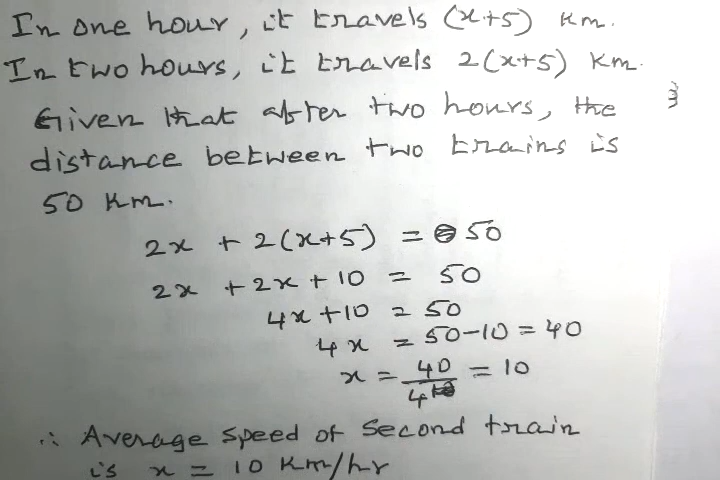 In one hour, it travels (x+5) Km.
In two hours, it travels 2(x+5) Km.
Given that after two hours, the
distance between two trains is
50 Km.
2x + 2(x+5) = 50
2x + 2x + 10 = 50
4x + 10 = 50
4x = 50-10 = 40
x = 40/4 = 10
∴ Average speed of second train
is x = 10 Km/hr